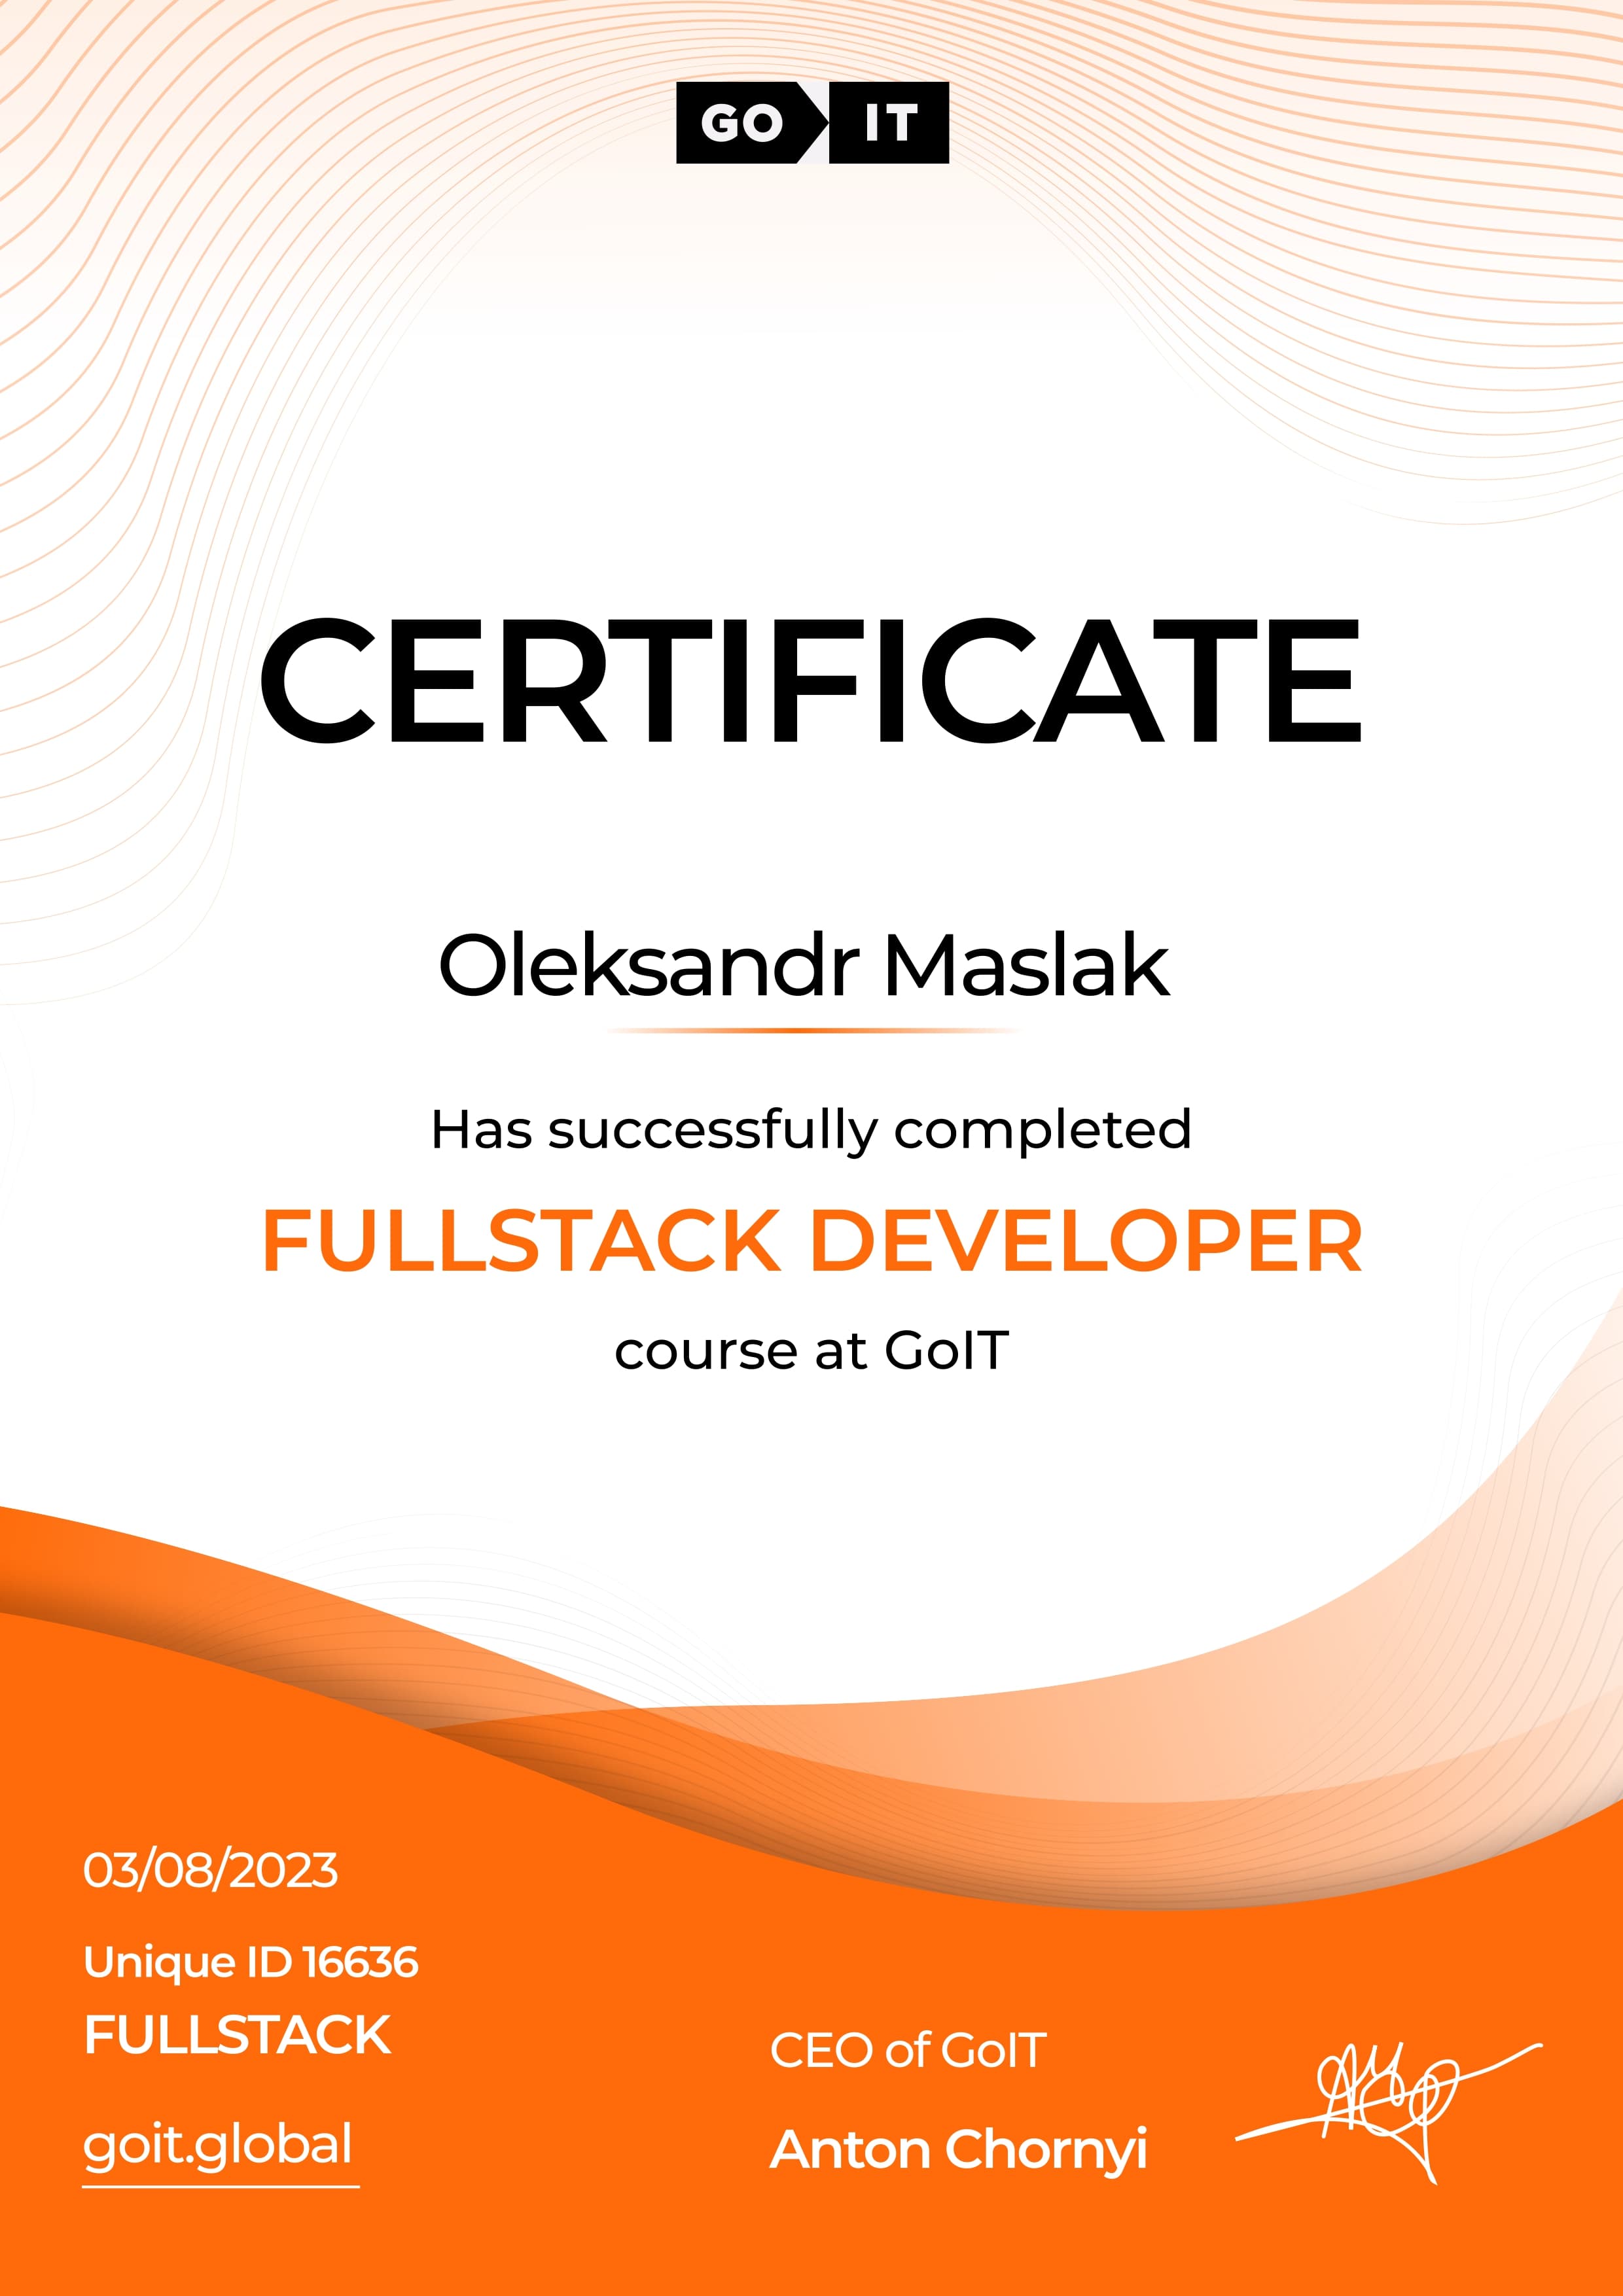 GO IT
CERTIFICATE
Oleksandr Maslak
Has successfully completed
FULLSTACK DEVELOPER
course at GoIT
03/08/2023
Unique ID 16636
FULLSTACK
goit.global
CEO of GoIT
Anton Chornyi